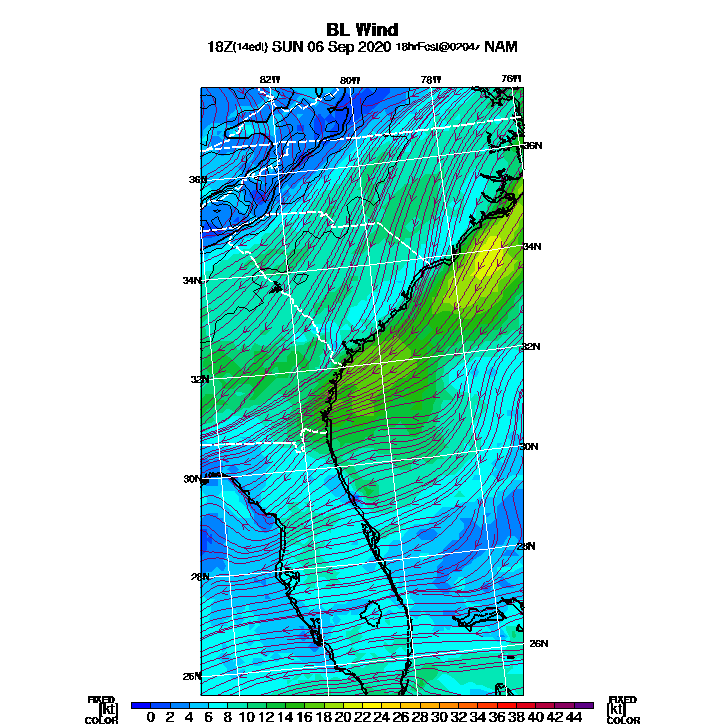 BL Wind
18Z(14edt) SUN 06 Sep 2020 18hrFcst@0204z NAM
82W 80W 78W 76W
36N
36N
34N
34N
32N
32N
30N
30N
28N
28N
26N
26N
FIXED FIXED
[kt] 0 2 4 6 8 10 12 14 16 18 20 22 24 26 28 30 32 34 36 38 40 42 44 [kt]
COLOR COLOR